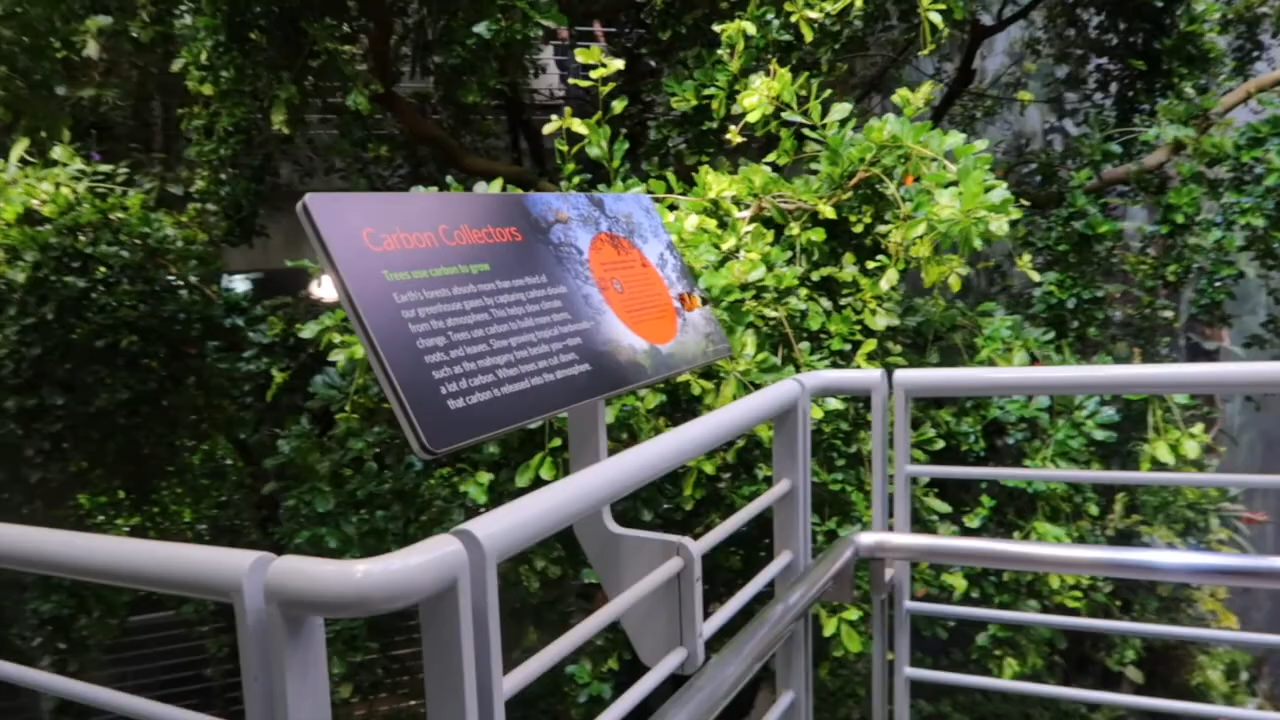 Carbon Collectors
Trees use carbon to grow
Earth's forests absorb more than one-third of
our greenhouse gases by capturing carbon dioxide
from the atmosphere. This helps slow climate
change. Trees use carbon to build more stems,
roots, and leaves. Slow-growing tropical hardwoods—
such as the mahogany tree beside you—store
a lot of carbon. When trees are cut down,
that carbon is released into the atmosphere.